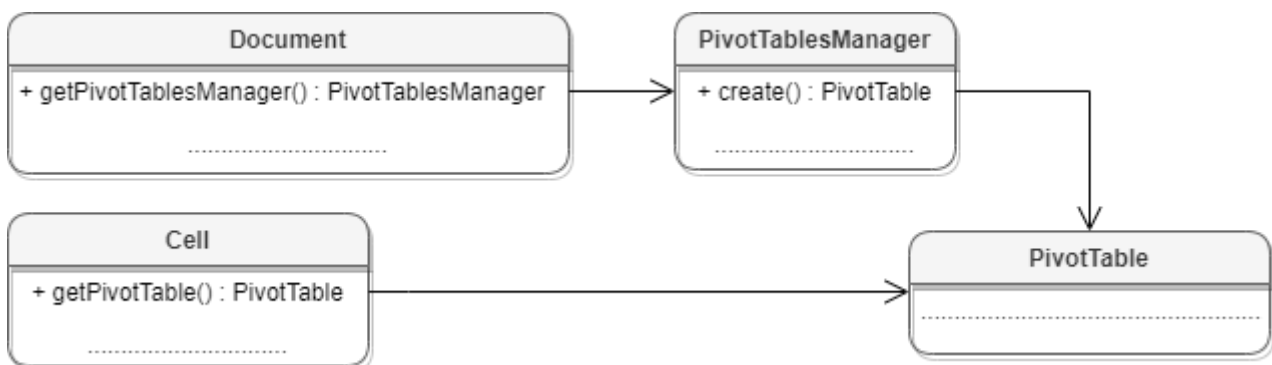 Document
+ getPivotTablesManager() : PivotTablesManager
PivotTablesManager
+ create() : PivotTable
Cell
+ getPivotTable() : PivotTable
PivotTable